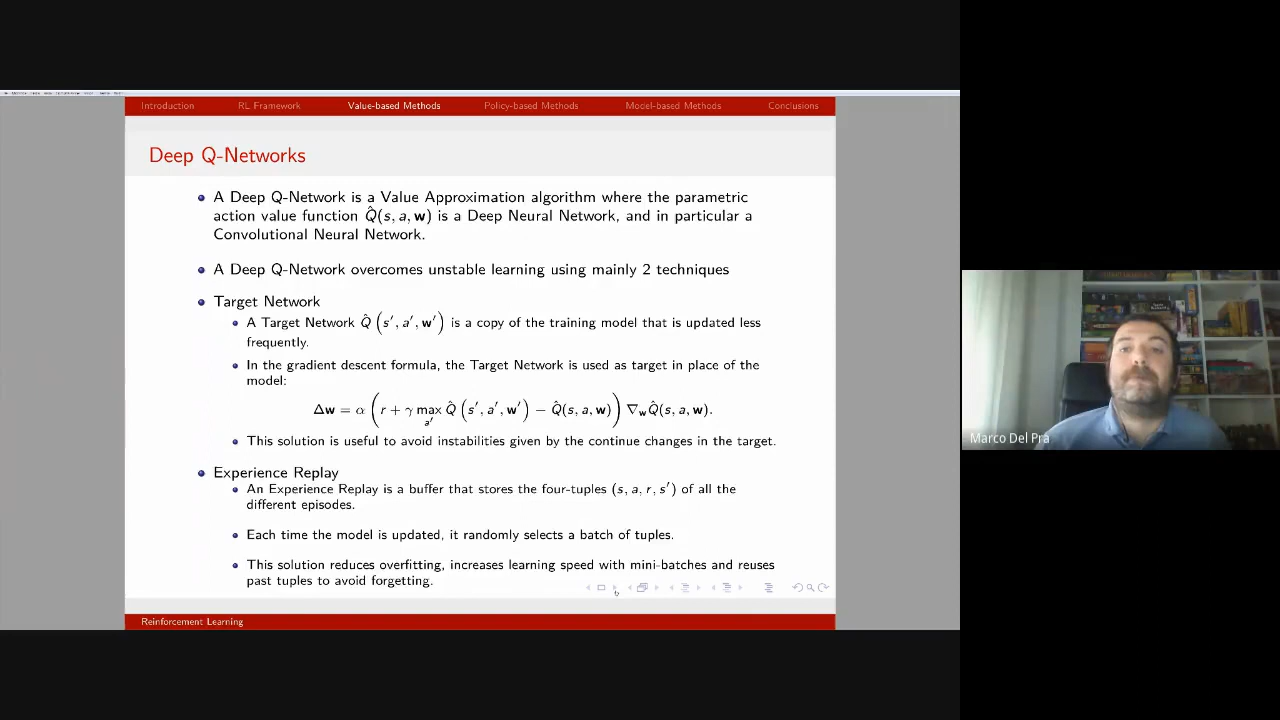 Introduction RL Framework Value-based Methods Policy-based Methods Model-based Methods Conclusions
Deep Q-Networks
A Deep Q-Network is a Value Approximation algorithm where the parametric
action value function Q̂(s, a, w) is a Deep Neural Network, and in particular a
Convolutional Neural Network.
A Deep Q-Network overcomes unstable learning using mainly 2 techniques
Target Network
A Target Network Q̂ (s′, a′, w′) is a copy of the training model that is updated less
frequently.
In the gradient descent formula, the Target Network is used as target in place of the
model:
Δw = α (r + γ max_{a′} Q̂ (s′, a′, w′) − Q̂(s, a, w)) ∇_w Q̂(s, a, w).
This solution is useful to avoid instabilities given by the continue changes in the target.
Experience Replay
An Experience Replay is a buffer that stores the four-tuples (s, a, r, s′) of all the
different episodes.
Each time the model is updated, it randomly selects a batch of tuples.
This solution reduces overfitting, increases learning speed with mini-batches and reuses
past tuples to avoid forgetting.
Reinforcement Learning
Marco Del Pra